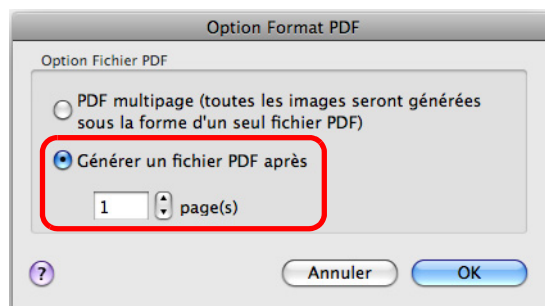 Option Format PDF
Option Fichier PDF
PDF multipage (toutes les images seront générées
sous la forme d'un seul fichier PDF)
Générer un fichier PDF après
1 page(s)
? Annuler OK